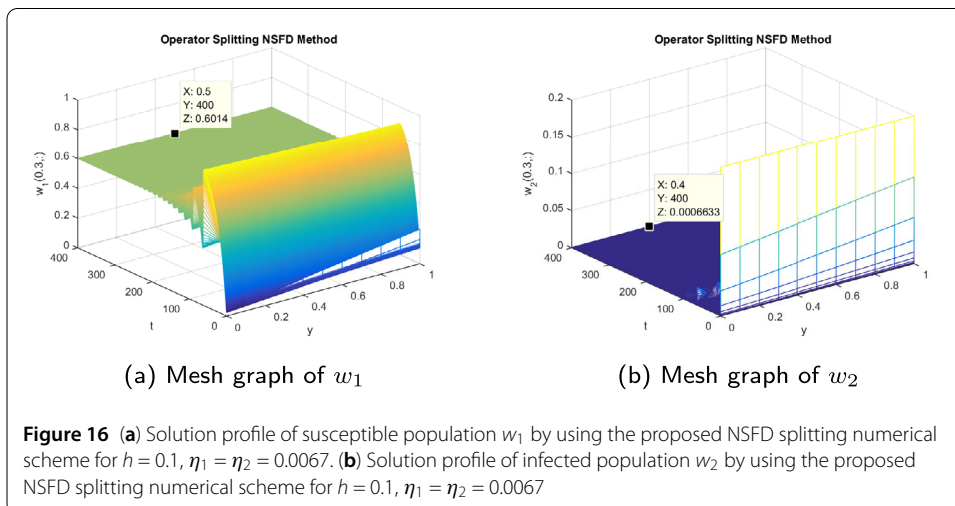 Operator Splitting NSFD Method
X: 0.5
Y: 400
Z: 0.6014
1
0.8
0.6
0.4
0.2
0
w₁(0.3,:)
400
300
200
100
0
t
0
0.2
0.4
0.6
0.8
1
y
(a) Mesh graph of w₁
Operator Splitting NSFD Method
X: 0.4
Y: 400
Z: 0.0006633
0.2
0.15
0.1
0.05
0
w₂(0.3,:)
400
300
200
100
0
t
0
0.2
0.4
0.6
0.8
1
y
(b) Mesh graph of w₂
Figure 16 (a) Solution profile of susceptible population w₁ by using the proposed NSFD splitting numerical
scheme for h = 0.1, η₁ = η₂ = 0.0067. (b) Solution profile of infected population w₂ by using the proposed
NSFD splitting numerical scheme for h = 0.1, η₁ = η₂ = 0.0067